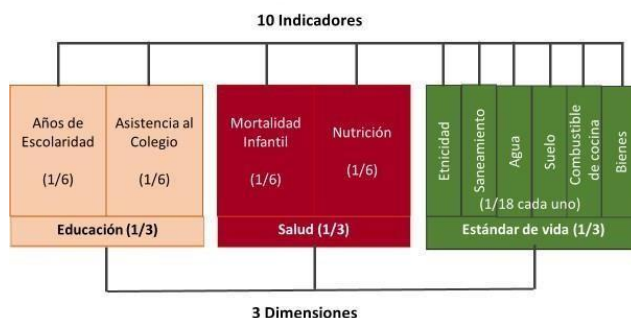 10 Indicadores
Años de
Escolaridad
(1/6)
Asistencia al
Colegio
(1/6)
Educación (1/3)
Mortalidad
Infantil
(1/6)
Nutrición
(1/6)
Salud (1/3)
Etnicidad
Saneamiento
Agua
Suelo
Combustible
de cocina
Bienes
(1/18 cada uno)
Estándar de vida (1/3)
3 Dimensiones